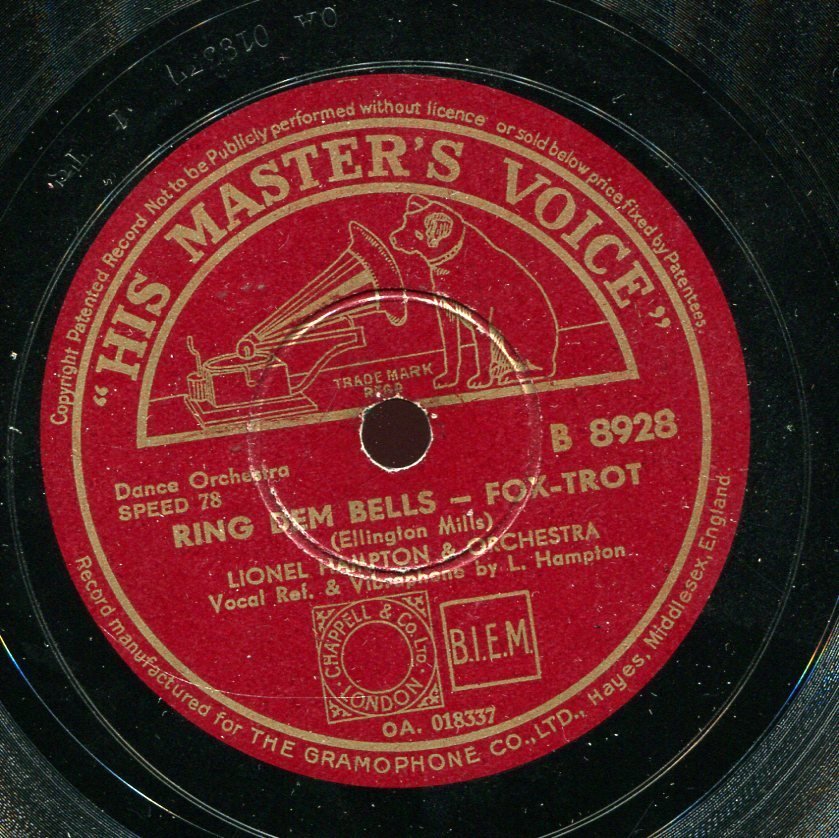 OA 018337
Copyright Patented Record Not to be Publicly performed without licence or sold below price fixed by Patentees.
"HIS MASTER'S VOICE"
TRADE MARK
REGD
B 8928
Dance Orchestra
SPEED 78
RING DEM BELLS – FOX-TROT
(Ellington Mills)
LIONEL HAMPTON & ORCHESTRA
Vocal Ref. & Vibraphone by L. Hampton
CHAPPELL & Co. LTD.
LONDON
B.I.E.M.
OA. 018337
Record manufactured for THE GRAMOPHONE CO., LTD., Hayes, Middlesex, England